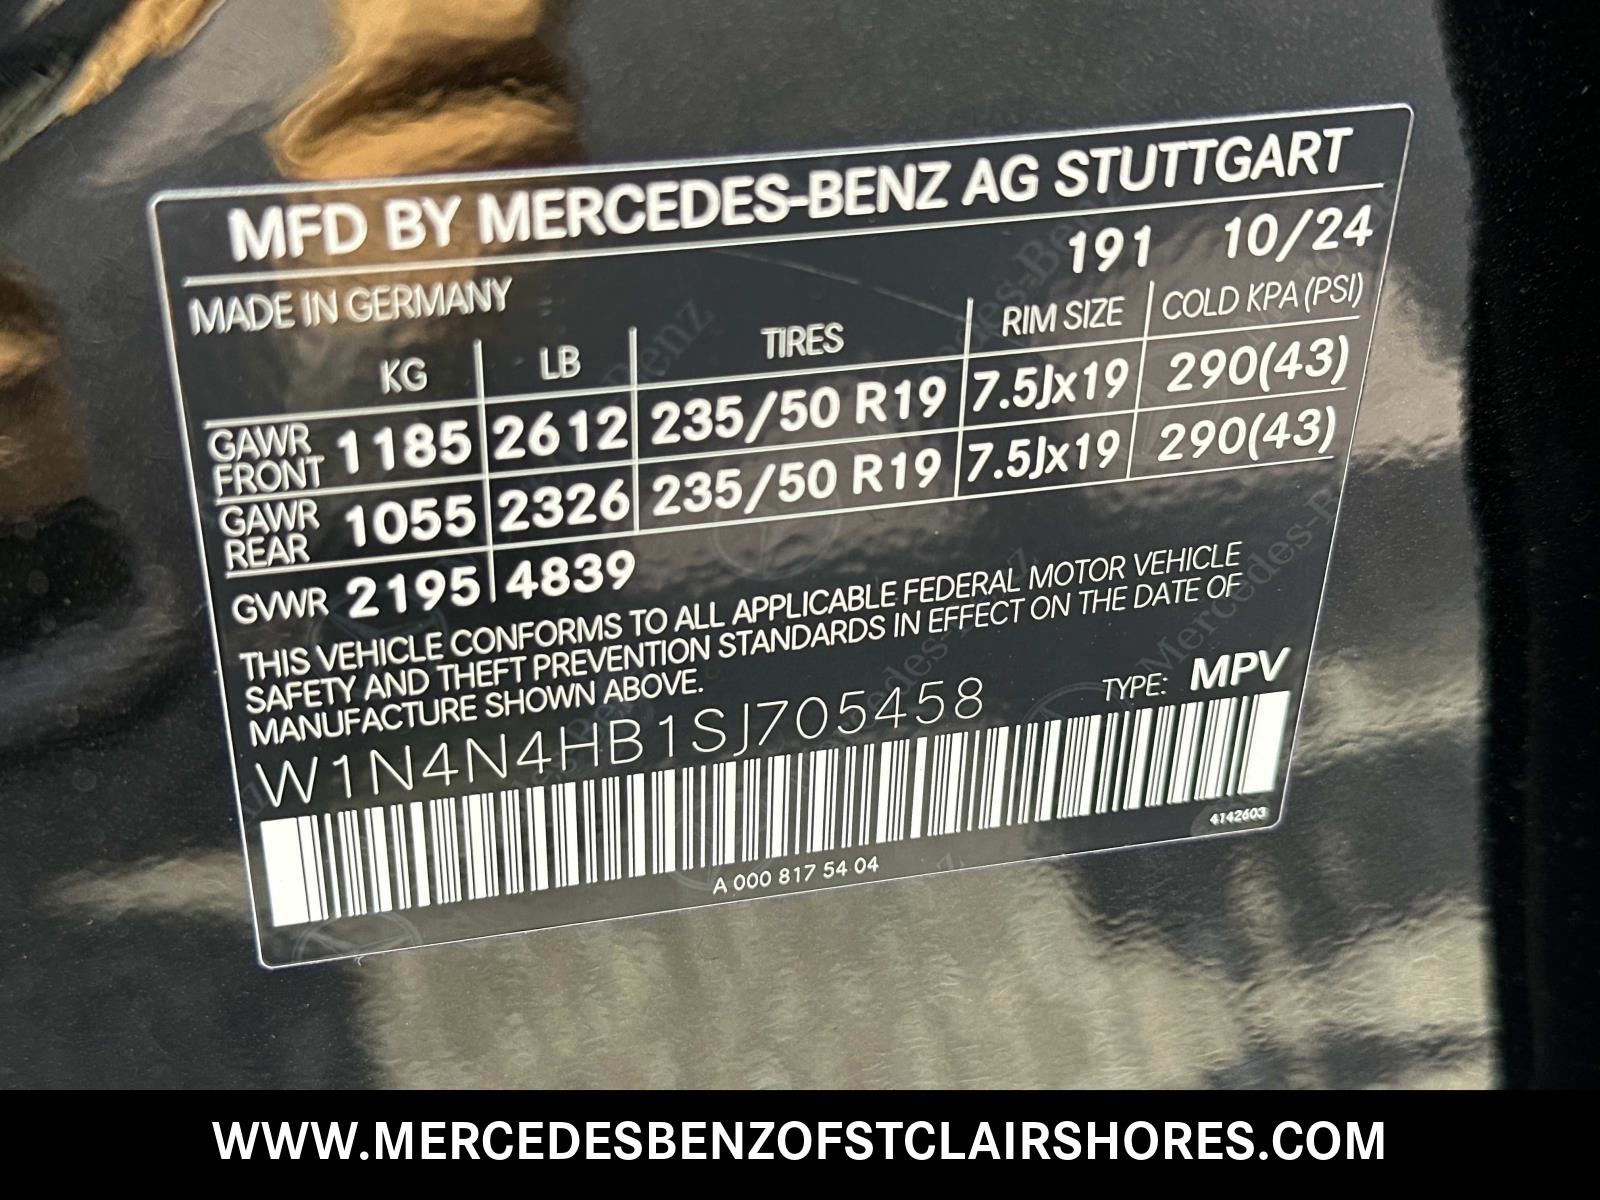 MFD BY MERCEDES-BENZ AG STUTTGART
191 10/24
MADE IN GERMANY
KG LB TIRES RIM SIZE COLD KPA (PSI)
GAWR FRONT 1185 2612 235/50 R19 7.5Jx19 290(43)
GAWR REAR 1055 2326 235/50 R19 7.5Jx19 290(43)
GVWR 2195 4839
THIS VEHICLE CONFORMS TO ALL APPLICABLE FEDERAL MOTOR VEHICLE
SAFETY AND THEFT PREVENTION STANDARDS IN EFFECT ON THE DATE OF
MANUFACTURE SHOWN ABOVE.
W1N4N4HB1SJ705458 TYPE: MPV
4142603
A 000 817 54 04
WWW.MERCEDESBENZOFSTCLAIRSHORES.COM